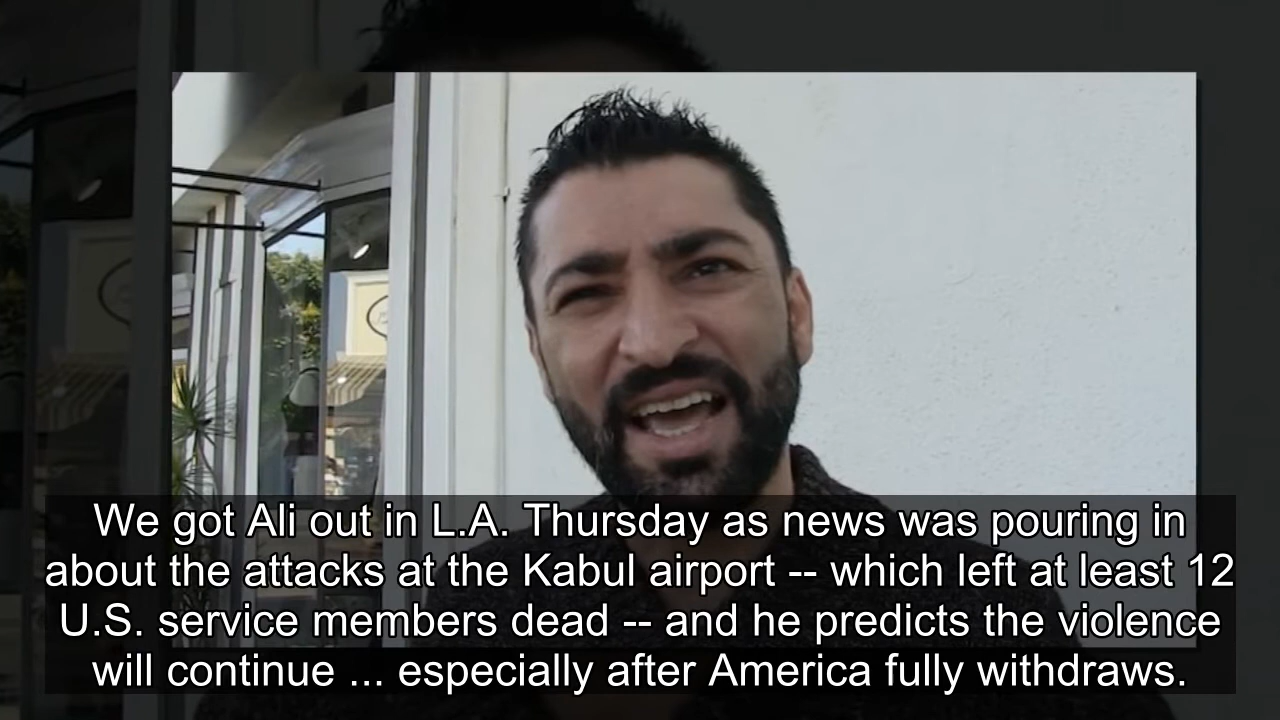 We got Ali out in L.A. Thursday as news was pouring in
about the attacks at the Kabul airport -- which left at least 12
U.S. service members dead -- and he predicts the violence
will continue ... especially after America fully withdraws.